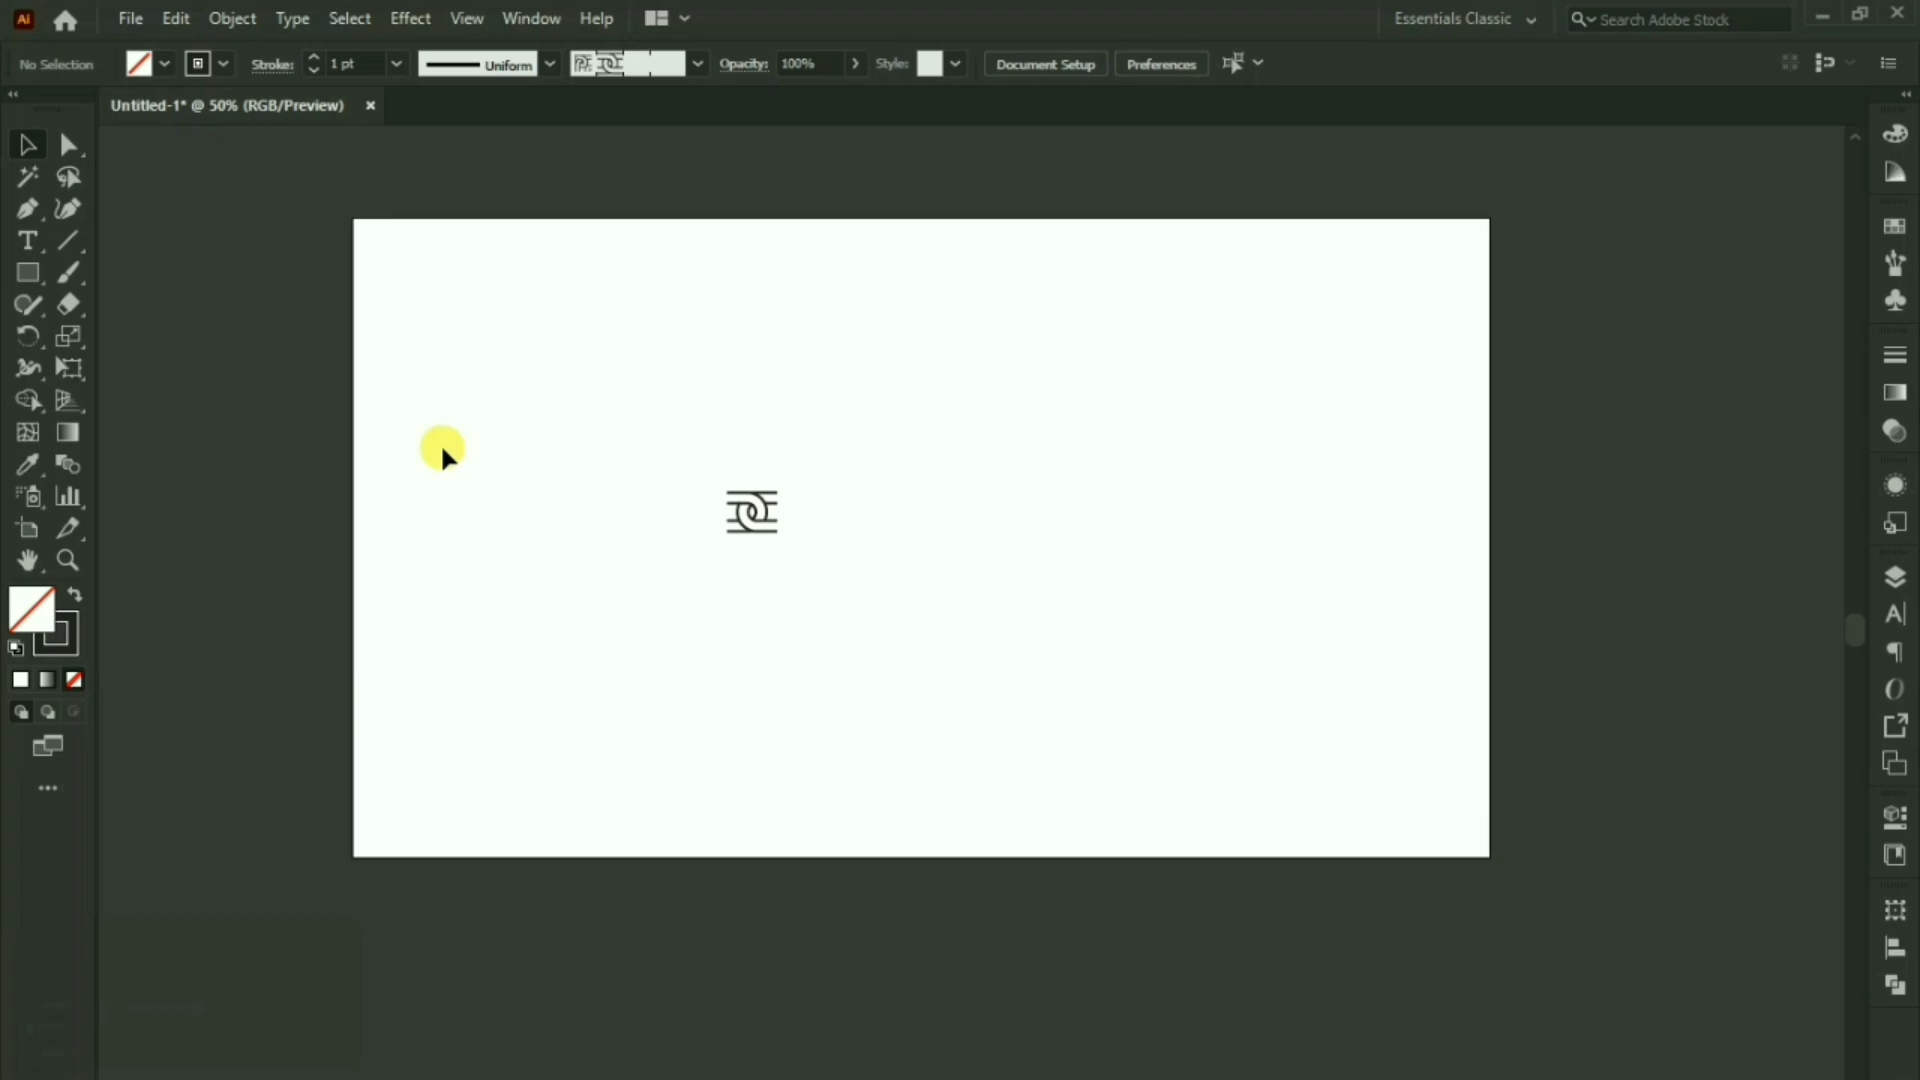 Ai
File Edit Object Type Select Effect View Window Help
Essentials Classic
Search Adobe Stock
No Selection
Stroke:
1 pt
Uniform
Opacity:
100%
Style:
Document Setup
Preferences
Untitled-1* @ 50% (RGB/Preview)